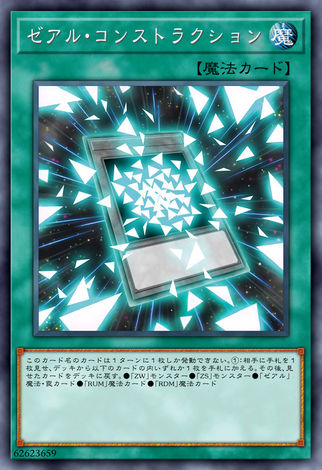 ゼアル・コンストラクション 魔
【魔法カード】
このカード名のカードは1ターンに1枚しか発動できない。①:相手に手札を1
枚見せ、デッキから以下のカードの内いずれか1枚を手札に加える。その後、見
せたカードをデッキに戻す。●「ZW」モンスター●「ZS」モンスター●「ゼアル」
魔法・罠カード●「RUM」魔法カード●「RDM」魔法カード
62623659